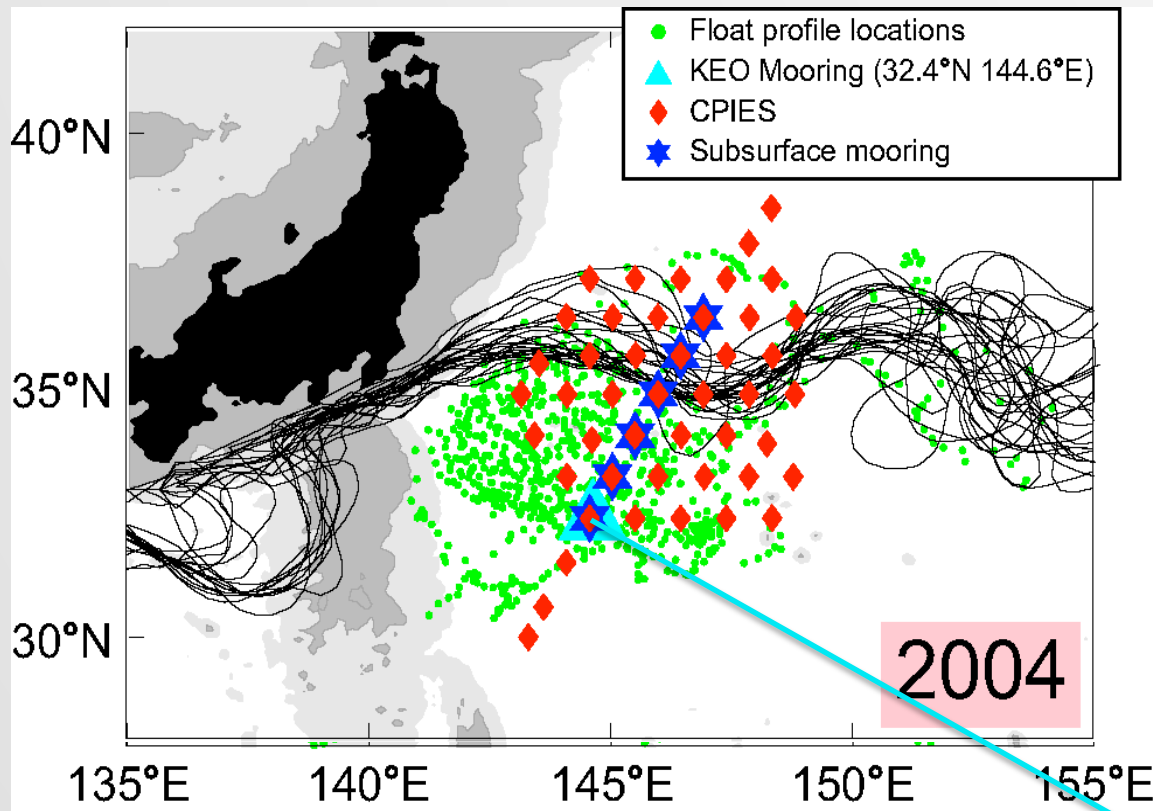 Float profile locations
KEO Mooring (32.4°N 144.6°E)
CPIES
Subsurface mooring
40°N
35°N
30°N
2004
135°E 140°E 145°E 150°E 155°E